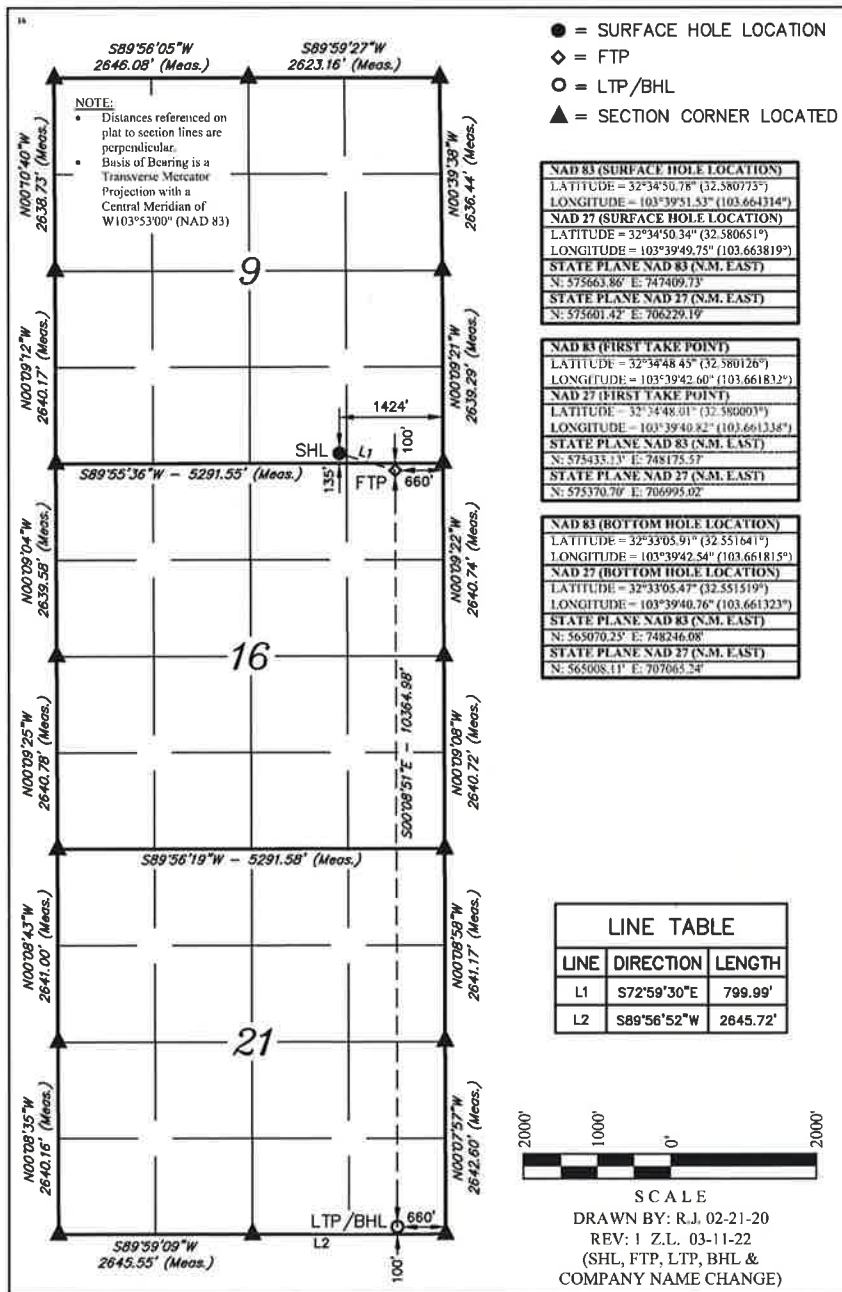 16
S89°56'05"W
2646.08' (Meas.)
S89°59'27"W
2623.16' (Meas.)
NOTE:
• Distances referenced on
plat to section lines are
perpendicular.
• Basis of Bearing is a
Transverse Mercator
Projection with a
Central Meridian of
W103°53'00" (NAD 83)
N00°10'40"W
2638.73' (Meas.)
N00°39'38"W
2636.44' (Meas.)
9
N00°09'12"W
2640.17' (Meas.)
N00°09'21"W
2639.29' (Meas.)
1424'
100'
SHL
L1
S89°55'36"W – 5291.55' (Meas.)
135'
FTP
660'
N00°09'04"W
2639.58' (Meas.)
N00°09'22"W
2640.74' (Meas.)
16
S00°08'51"E – 10364.98'
N00°09'25"W
2640.78' (Meas.)
N00°09'08"W
2640.72' (Meas.)
S89°56'19"W – 5291.58' (Meas.)
N00°08'43"W
2641.00' (Meas.)
N00°08'58"W
2641.17' (Meas.)
21
N00°08'35"W
2640.16' (Meas.)
N00°07'57"W
2642.60' (Meas.)
LTP/BHL
660'
S89°59'09"W
2645.55' (Meas.)
L2
100'
● = SURFACE HOLE LOCATION
◇ = FTP
○ = LTP/BHL
▲ = SECTION CORNER LOCATED
NAD 83 (SURFACE HOLE LOCATION)
LATITUDE = 32°34'50.78" (32.580773°)
LONGITUDE = 103°39'51.53" (103.664314°)
NAD 27 (SURFACE HOLE LOCATION)
LATITUDE = 32°34'50.34" (32.580651°)
LONGITUDE = 103°39'49.75" (103.663819°)
STATE PLANE NAD 83 (N.M. EAST)
N: 575663.86' E: 747409.73'
STATE PLANE NAD 27 (N.M. EAST)
N: 575601.42' E: 706229.19'
NAD 83 (FIRST TAKE POINT)
LATITUDE = 32°34'48.45" (32.580126°)
LONGITUDE = 103°39'42.60" (103.661832°)
NAD 27 (FIRST TAKE POINT)
LATITUDE = 32°34'48.01" (32.580003°)
LONGITUDE = 103°39'40.82" (103.661338°)
STATE PLANE NAD 83 (N.M. EAST)
N: 575433.13' E: 748175.57'
STATE PLANE NAD 27 (N.M. EAST)
N: 575370.70' E: 706995.02'
NAD 83 (BOTTOM HOLE LOCATION)
LATITUDE = 32°33'05.91" (32.551641°)
LONGITUDE = 103°39'42.54" (103.661815°)
NAD 27 (BOTTOM HOLE LOCATION)
LATITUDE = 32°33'05.47" (32.551519°)
LONGITUDE = 103°39'40.76" (103.661323°)
STATE PLANE NAD 83 (N.M. EAST)
N: 565070.25' E: 748246.08'
STATE PLANE NAD 27 (N.M. EAST)
N: 565008.11' E: 707065.24'
LINE TABLE
LINE DIRECTION LENGTH
L1 S72°59'30"E 799.99'
L2 S89°56'52"W 2645.72'
2000' 1000' 0' 2000'
SCALE
DRAWN BY: R.J. 02-21-20
REV: 1 Z.L. 03-11-22
(SHL, FTP, LTP, BHL &
COMPANY NAME CHANGE)